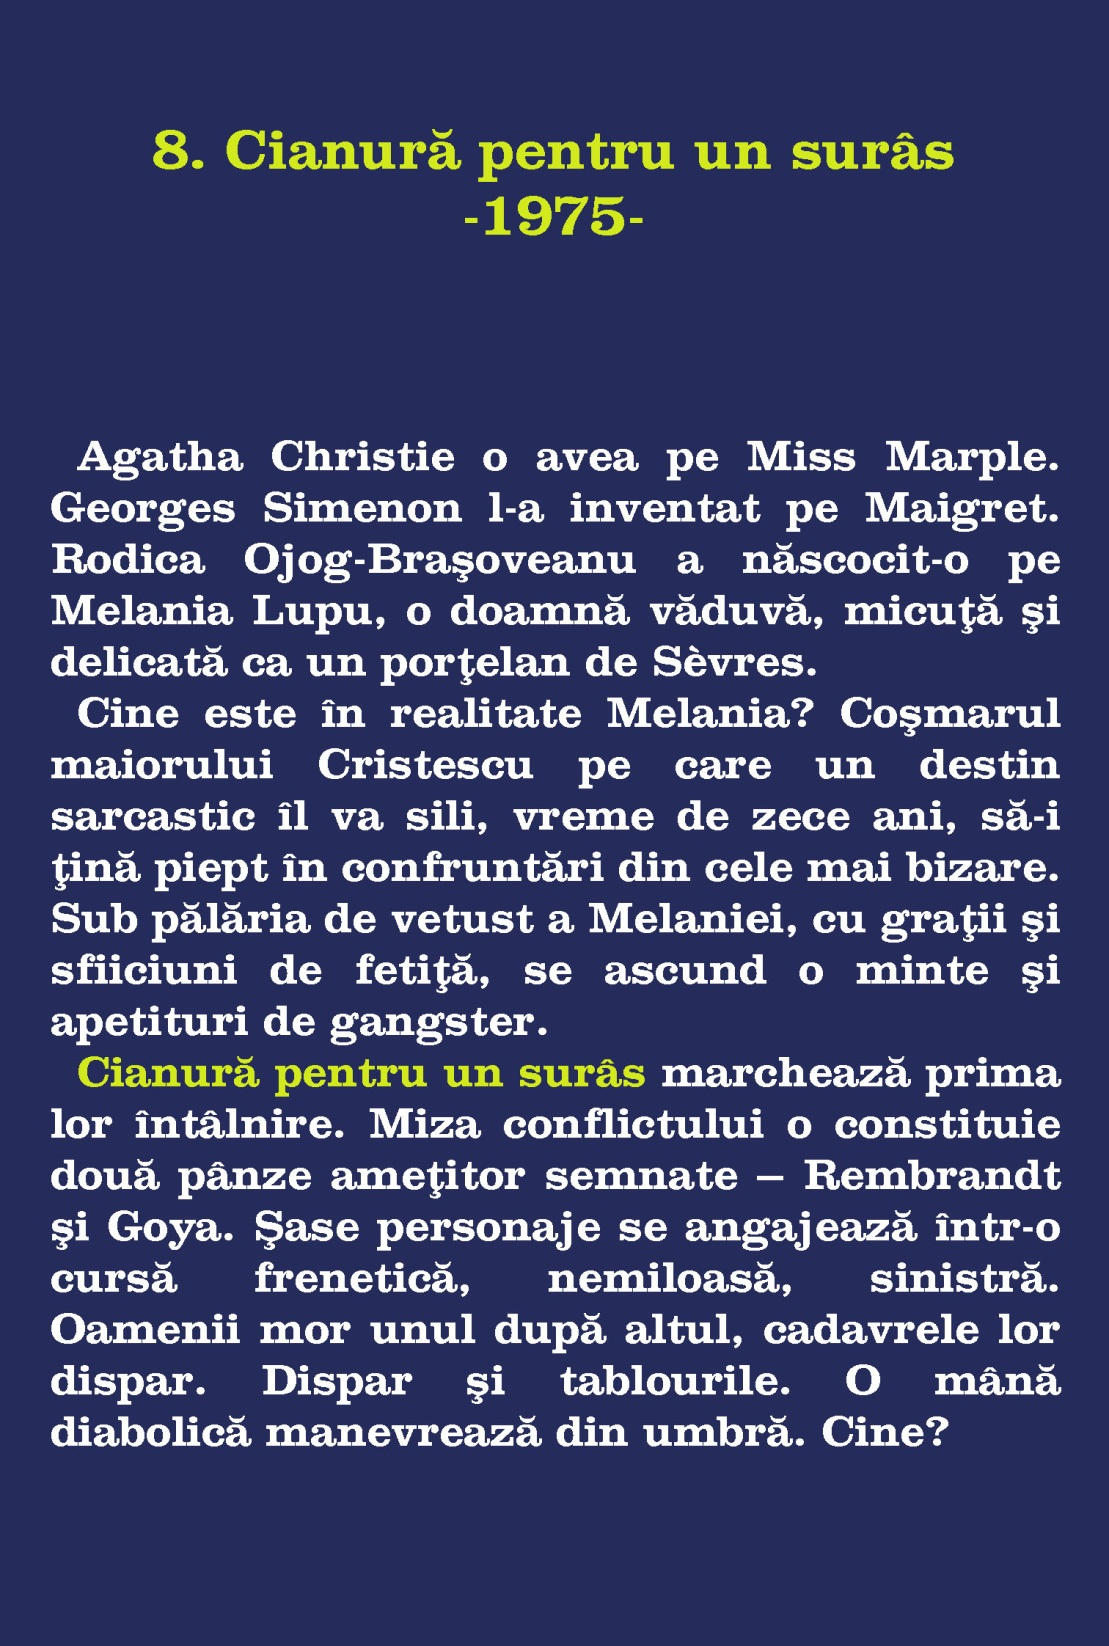 8. Cianură pentru un surâs
-1975-
Agatha Christie o avea pe Miss Marple.
Georges Simenon l-a inventat pe Maigret.
Rodica Ojog-Braşoveanu a născocit-o pe
Melania Lupu, o doamnă văduvă, micuţă şi
delicată ca un porţelan de Sèvres.
Cine este în realitate Melania? Coşmarul
maiorului Cristescu pe care un destin
sarcastic îl va sili, vreme de zece ani, să-i
ţină piept în confruntări din cele mai bizare.
Sub pălăria de vetust a Melaniei, cu graţii şi
sfiiciuni de fetiţă, se ascund o minte şi
apetituri de gangster.
Cianură pentru un surâs marchează prima
lor întâlnire. Miza conflictului o constituie
două pânze ameţitor semnate – Rembrandt
şi Goya. Şase personaje se angajează într-o
cursă frenetică, nemiloasă, sinistră.
Oamenii mor unul după altul, cadavrele lor
dispar. Dispar şi tablourile. O mână
diabolică manevrează din umbră. Cine?